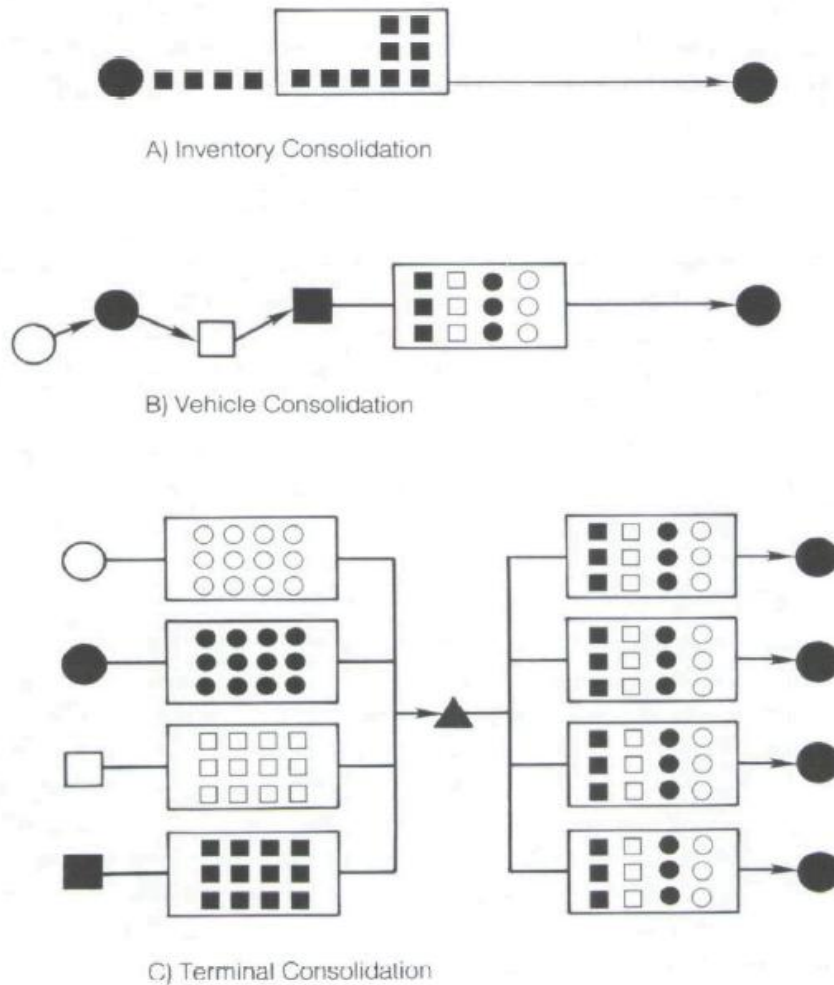 A) Inventory Consolidation
B) Vehicle Consolidation
C) Terminal Consolidation